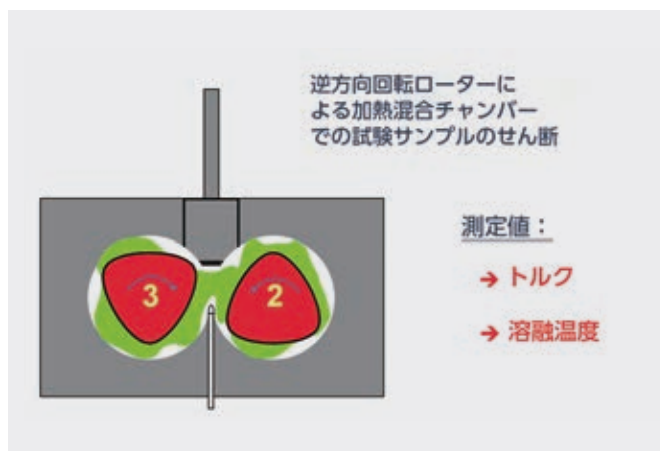 逆方向回転ローターに
よる加熱混合チャンバー
での試験サンプルのせん断
測定値：
→ トルク
→ 溶融温度
3
2